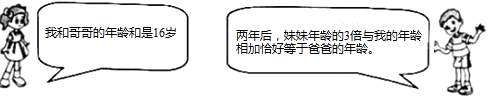 我和哥哥的年龄和是16岁
两年后，妹妹年龄的3倍与我的年龄
相加恰好等于爸爸的年龄。